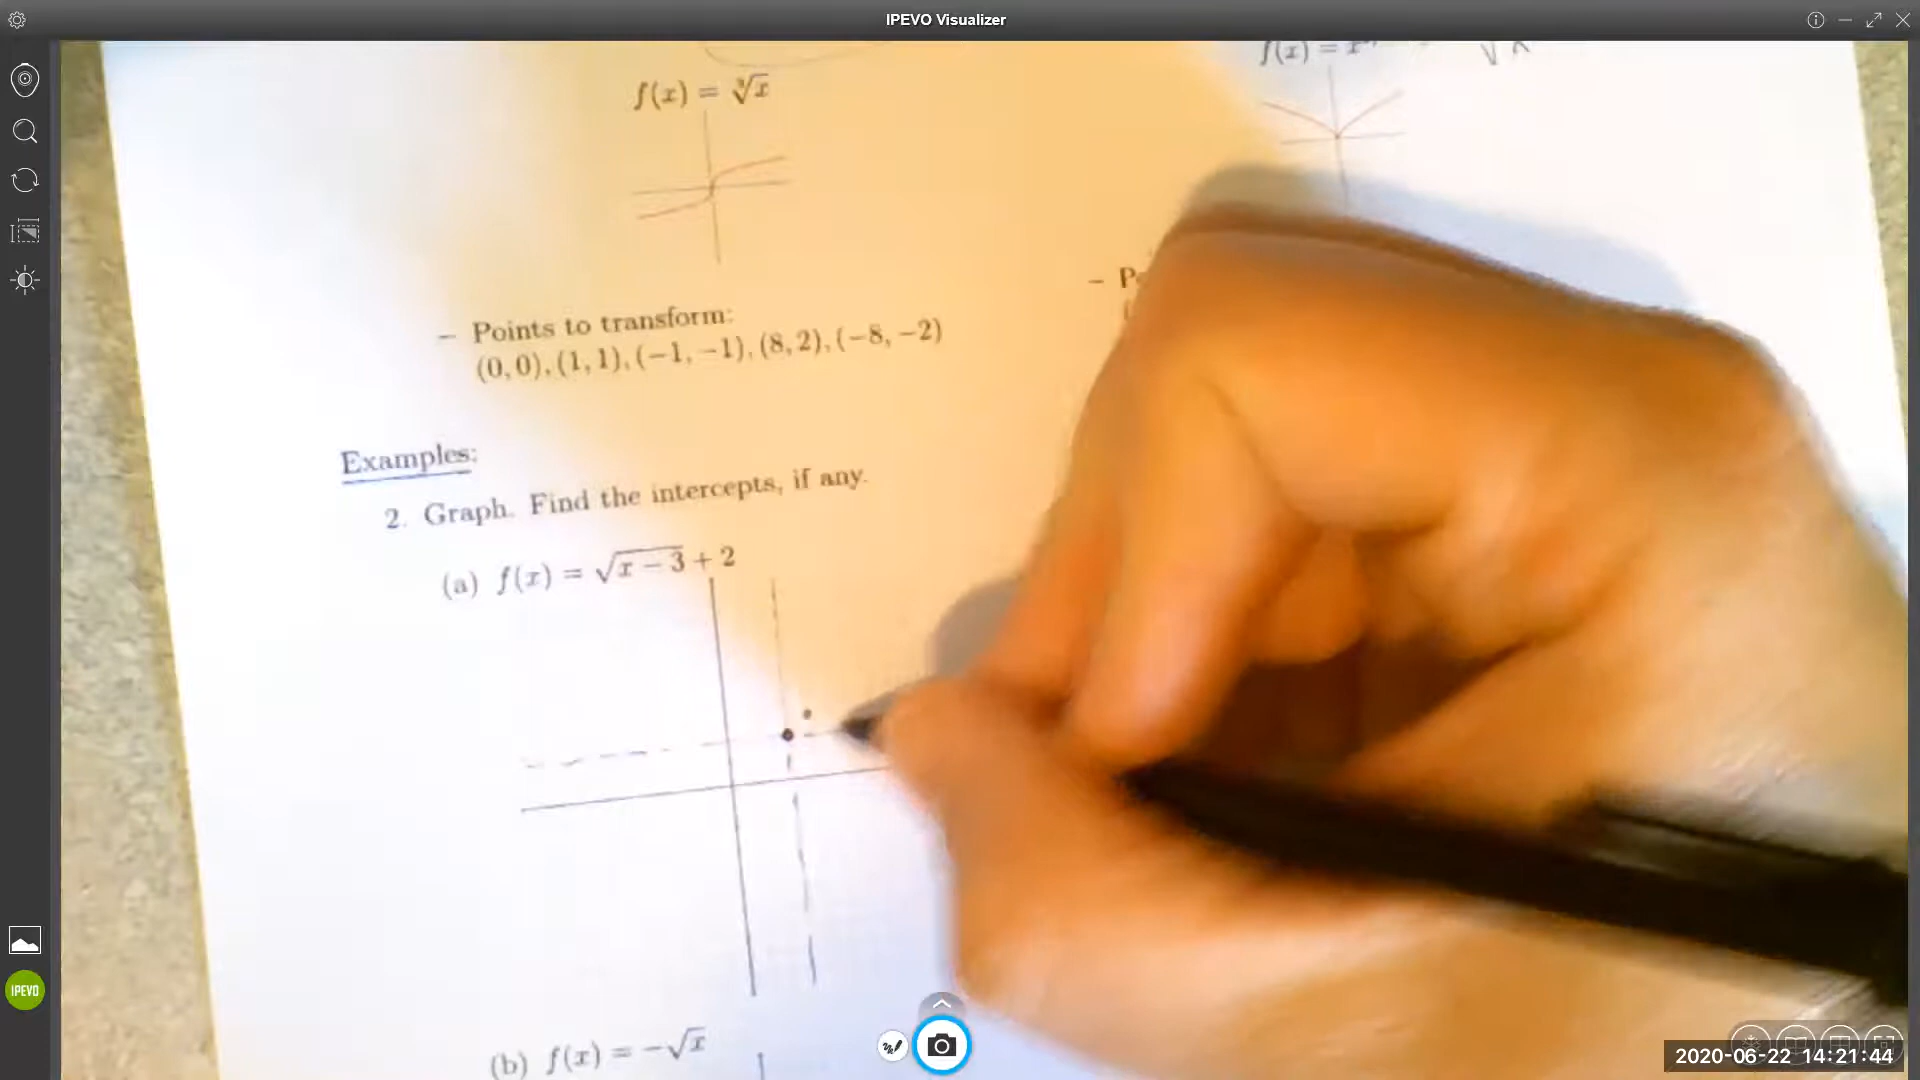 IPEVO Visualizer
f(x) = ∛x
f(x) =
√x
– Points to transform:
(0, 0), (1, 1), (−1, −1), (8, 2), (−8, −2)
–
Examples:
2. Graph. Find the intercepts, if any.
(a) f(x) = √(x − 3) + 2
(b) f(x) = −√x
IPEVO
2020-06-22 14:21:44